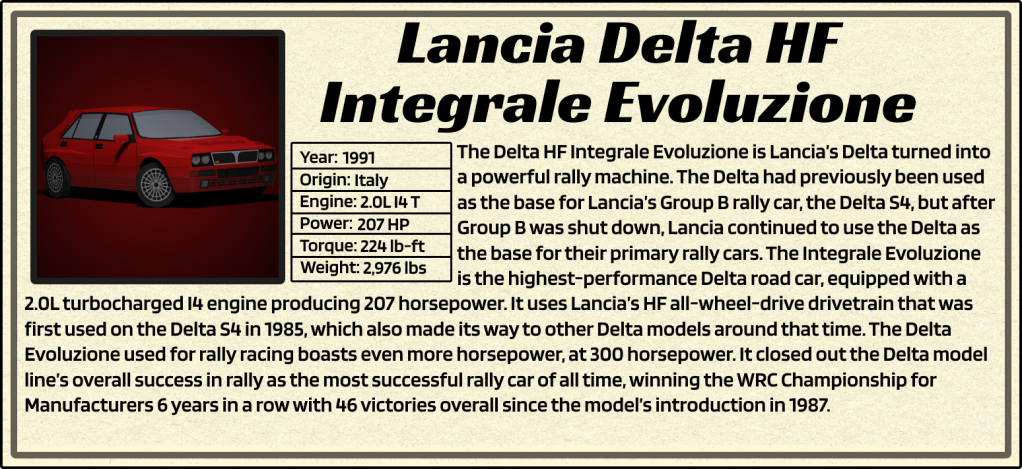 Lancia Delta HF
Integrale Evoluzione
Year: 1991
Origin: Italy
Engine: 2.0L I4 T
Power: 207 HP
Torque: 224 lb-ft
Weight: 2,976 lbs
The Delta HF Integrale Evoluzione is Lancia's Delta turned into
a powerful rally machine. The Delta had previously been used
as the base for Lancia's Group B rally car, the Delta S4, but after
Group B was shut down, Lancia continued to use the Delta as
the base for their primary rally cars. The Integrale Evoluzione
is the highest-performance Delta road car, equipped with a
2.0L turbocharged I4 engine producing 207 horsepower. It uses Lancia's HF all-wheel-drive drivetrain that was
first used on the Delta S4 in 1985, which also made its way to other Delta models around that time. The Delta
Evoluzione used for rally racing boasts even more horsepower, at 300 horsepower. It closed out the Delta model
line's overall success in rally as the most successful rally car of all time, winning the WRC Championship for
Manufacturers 6 years in a row with 46 victories overall since the model's introduction in 1987.